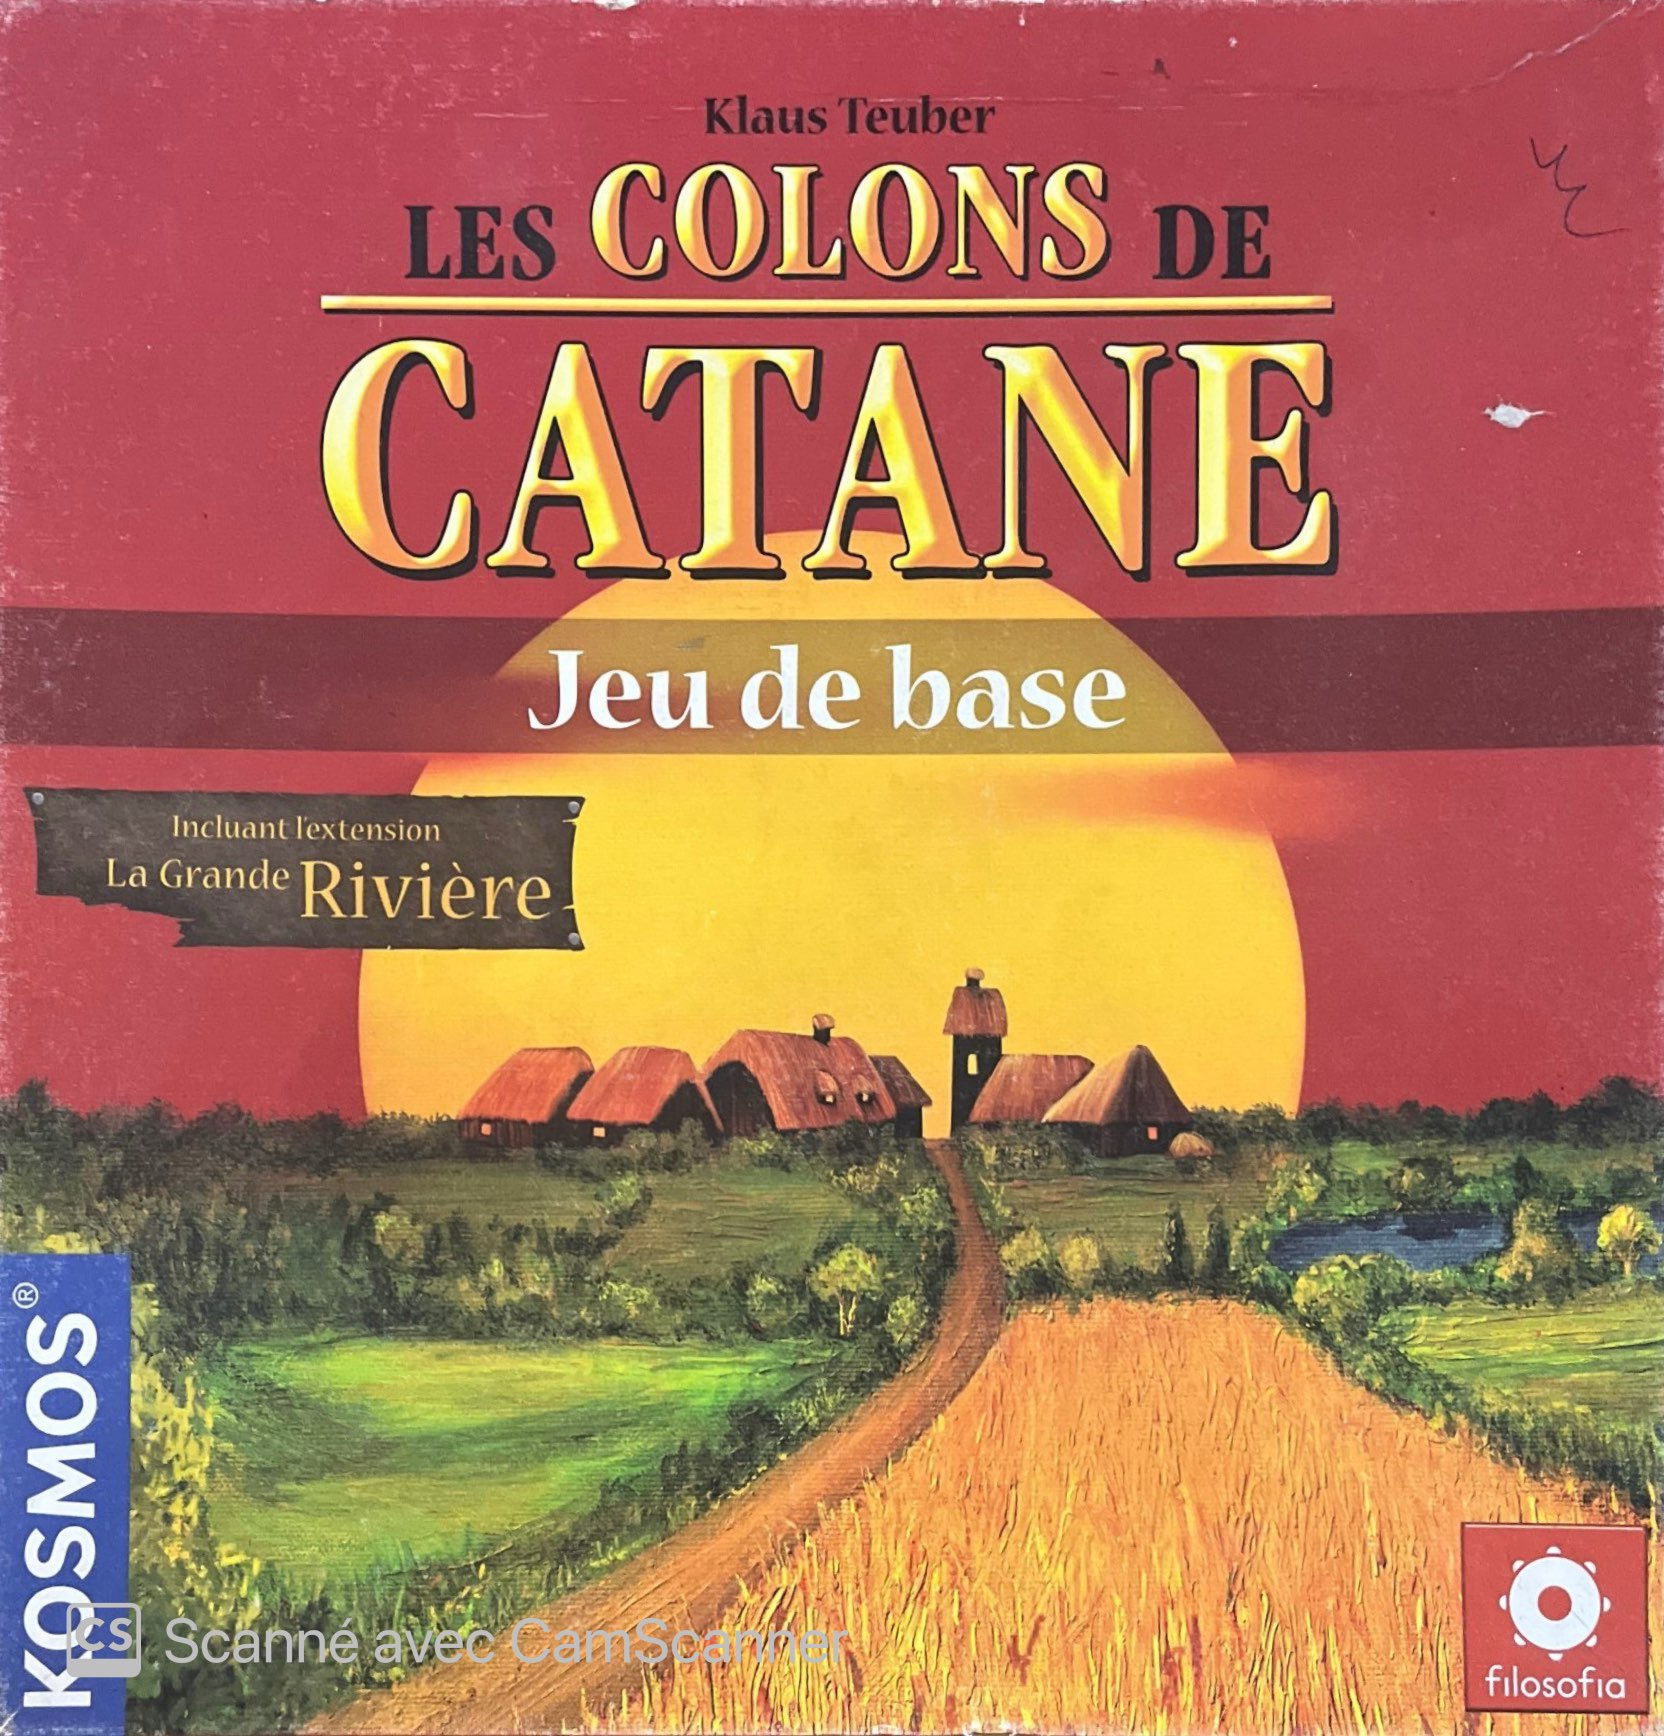 Klaus Teuber
LES COLONS DE
CATANE
Jeu de base
Incluant l'extension
La Grande Rivière
KOSMOS®
filosofia
CS Scanné avec CamScanner